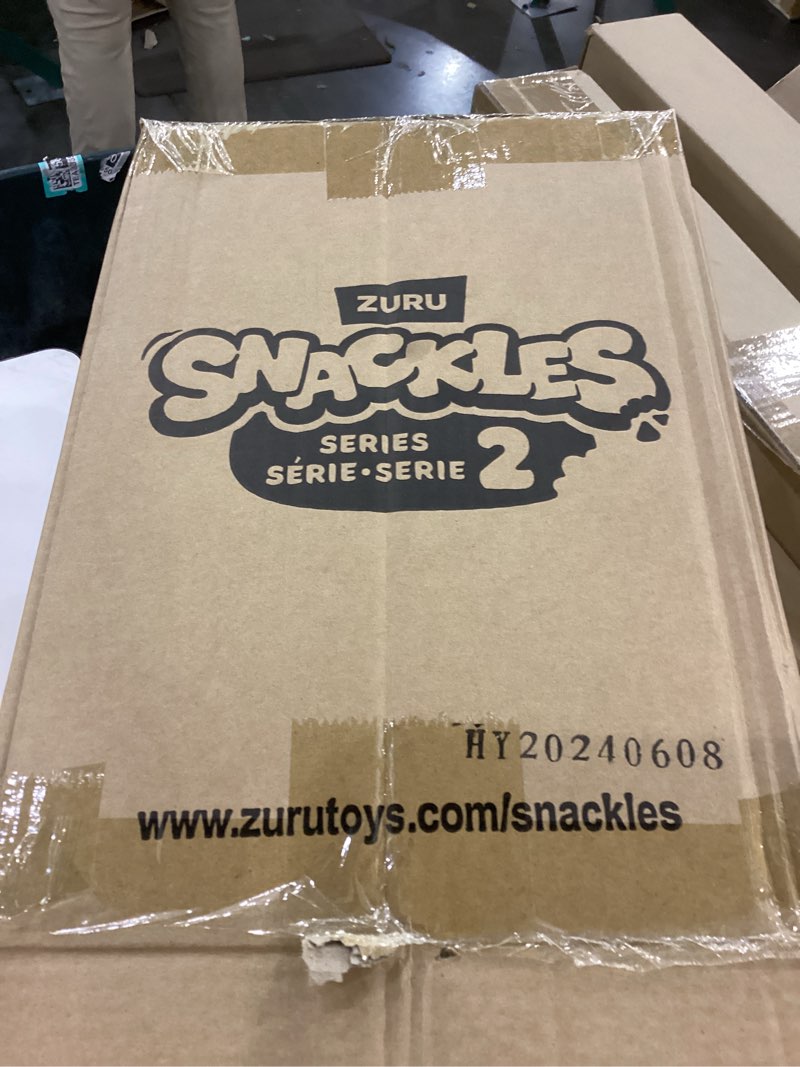 ZURU
SNACKLES
SERIES
SÉRIE•SERIE 2
HY20240608
www.zurutoys.com/snackles